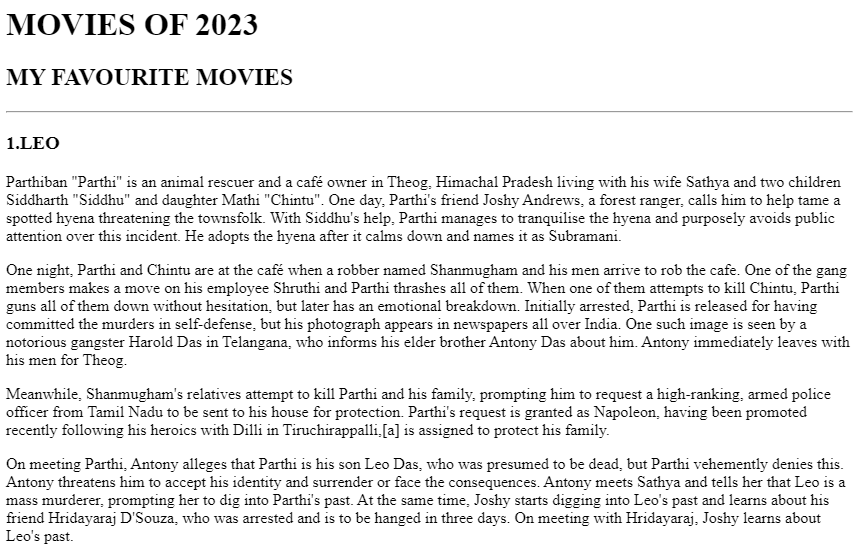 MOVIES OF 2023
MY FAVOURITE MOVIES
1.LEO
Parthiban "Parthi" is an animal rescuer and a café owner in Theog, Himachal Pradesh living with his wife Sathya and two children
Siddharth "Siddhu" and daughter Mathi "Chintu". One day, Parthi's friend Joshy Andrews, a forest ranger, calls him to help tame a
spotted hyena threatening the townsfolk. With Siddhu's help, Parthi manages to tranquilise the hyena and purposely avoids public
attention over this incident. He adopts the hyena after it calms down and names it as Subramani.
One night, Parthi and Chintu are at the café when a robber named Shanmugham and his men arrive to rob the cafe. One of the gang
members makes a move on his employee Shruthi and Parthi thrashes all of them. When one of them attempts to kill Chintu, Parthi
guns all of them down without hesitation, but later has an emotional breakdown. Initially arrested, Parthi is released for having
committed the murders in self-defense, but his photograph appears in newspapers all over India. One such image is seen by a
notorious gangster Harold Das in Telangana, who informs his elder brother Antony Das about him. Antony immediately leaves with
his men for Theog.
Meanwhile, Shanmugham's relatives attempt to kill Parthi and his family, prompting him to request a high-ranking, armed police
officer from Tamil Nadu to be sent to his house for protection. Parthi's request is granted as Napoleon, having been promoted
recently following his heroics with Dilli in Tiruchirappalli,[a] is assigned to protect his family.
On meeting Parthi, Antony alleges that Parthi is his son Leo Das, who was presumed to be dead, but Parthi vehemently denies this.
Antony threatens him to accept his identity and surrender or face the consequences. Antony meets Sathya and tells her that Leo is a
mass murderer, prompting her to dig into Parthi's past. At the same time, Joshy starts digging into Leo's past and learns about his
friend Hridayaraj D'Souza, who was arrested and is to be hanged in three days. On meeting with Hridayaraj, Joshy learns about
Leo's past.